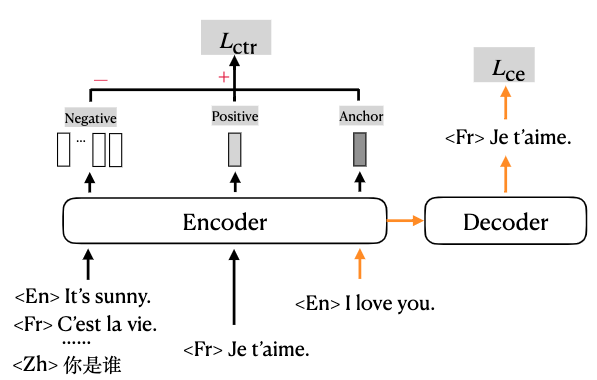 Lctr
Lce
—
+
Negative
Positive
Anchor
...
<Fr> Je t’aime.
Encoder
Decoder
<En> It’s sunny.
<Fr> C’est la vie.
......
<Zh> 你是谁
<Fr> Je t’aime.
<En> I love you.